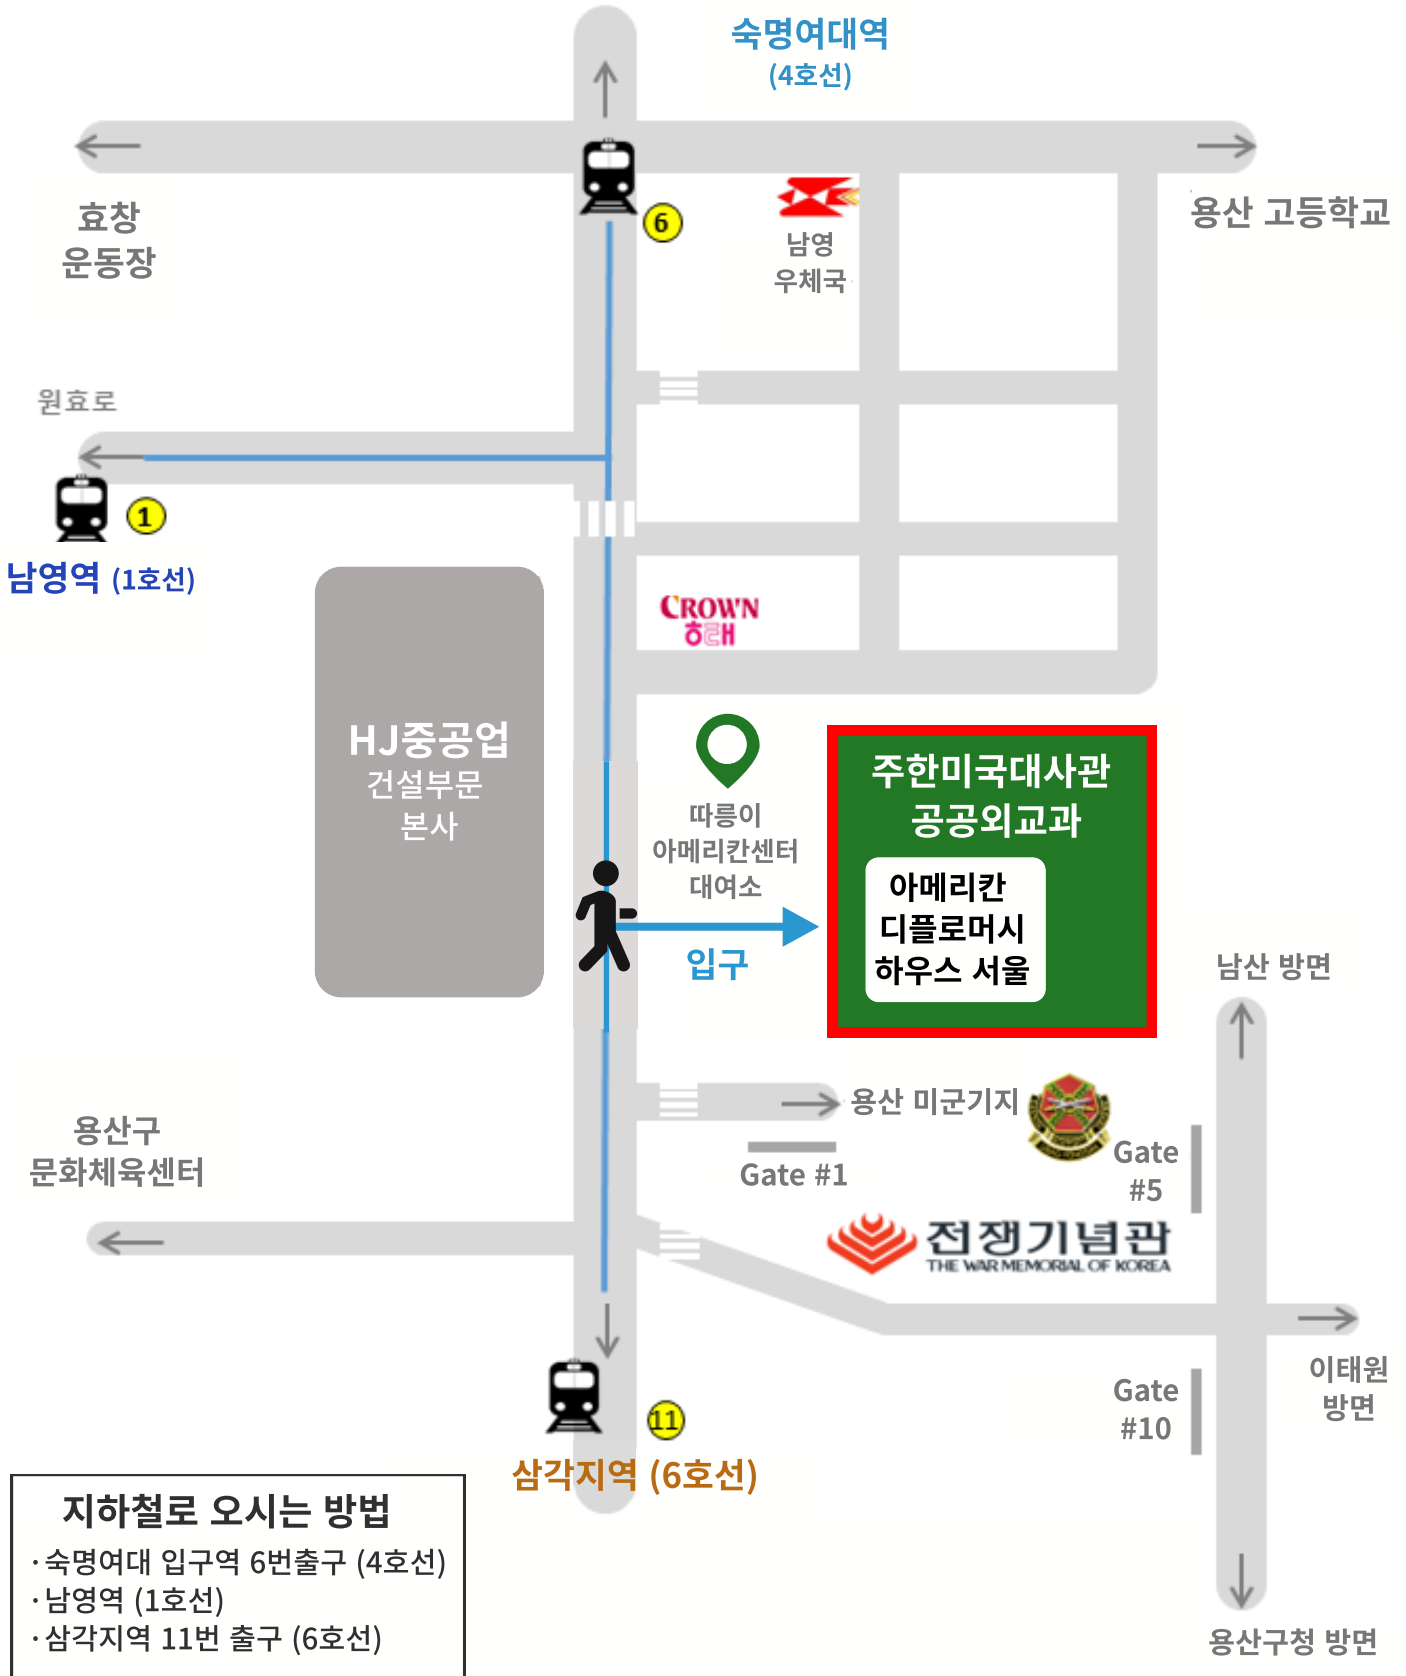 숙명여대역
(4호선)
효창
운동장
6
남영
우체국
용산 고등학교
원효로
1
남영역 (1호선)
CROWN
해태
HJ중공업
건설부문
본사
따릉이
아메리칸센터
대여소
입구
주한미국대사관
공공외교과
아메리칸
디플로머시
하우스 서울
남산 방면
용산 미군기지
Gate #1
Gate
#5
용산구
문화체육센터
전쟁기념관
THE WAR MEMORIAL OF KOREA
이태원
방면
Gate
#10
11
삼각지역 (6호선)
지하철로 오시는 방법
·숙명여대 입구역 6번출구 (4호선)
·남영역 (1호선)
·삼각지역 11번 출구 (6호선)
용산구청 방면